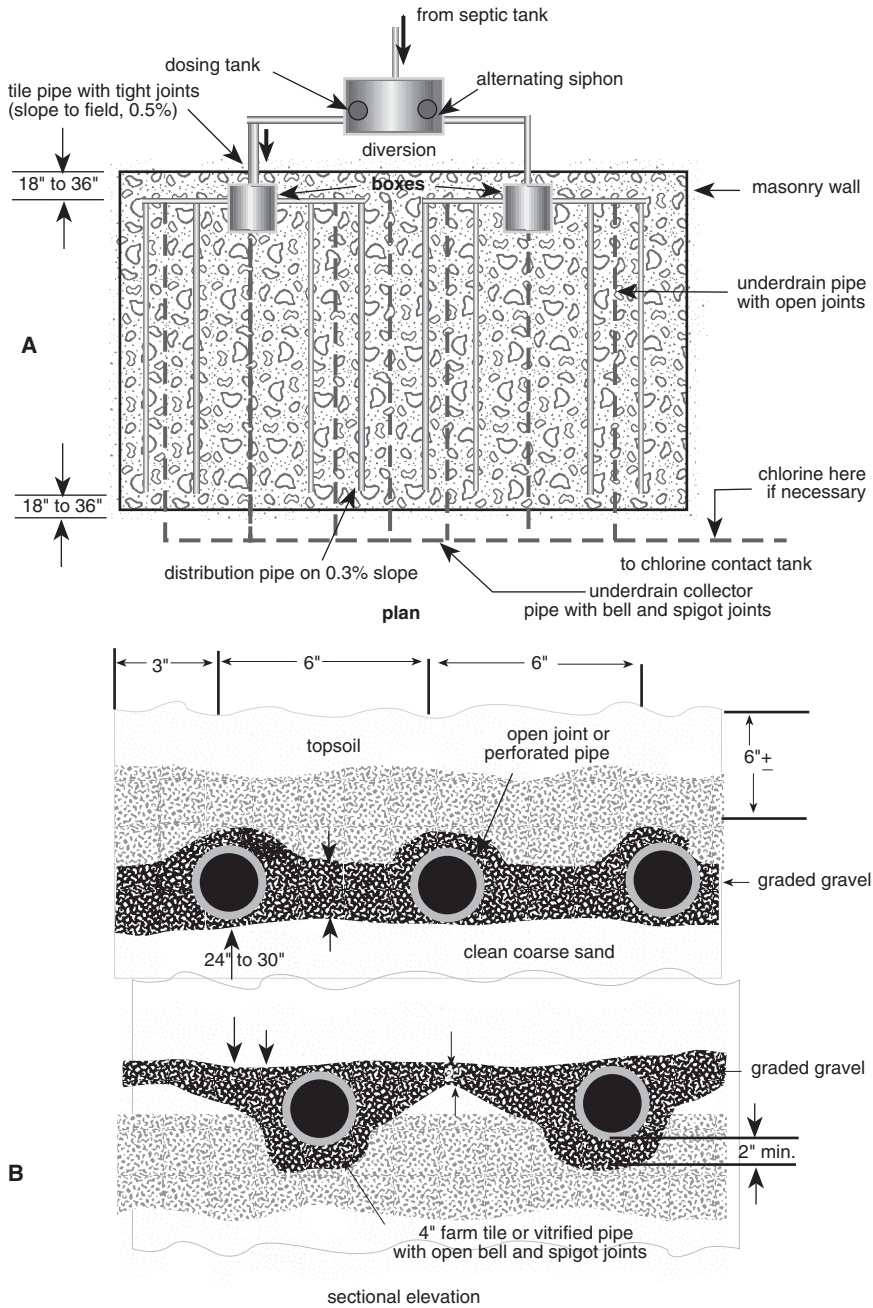 from septic tank
dosing tank
alternating siphon
tile pipe with tight joints
(slope to field, 0.5%)
diversion
18" to 36"
boxes
masonry wall
underdrain pipe
with open joints
A
chlorine here
if necessary
18" to 36"
to chlorine contact tank
distribution pipe on 0.3% slope
underdrain collector
pipe with bell and spigot joints
plan
3"
6"
6"
topsoil
open joint or
perforated pipe
6"±
graded gravel
24" to 30"
clean coarse sand
graded gravel
2" min.
B
4" farm tile or vitrified pipe
with open bell and spigot joints
sectional elevation